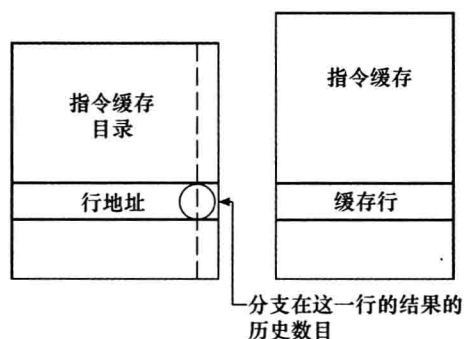 指令缓存
目录
行地址
指令缓存
缓存行
分支在这一行的结果的
历史数目